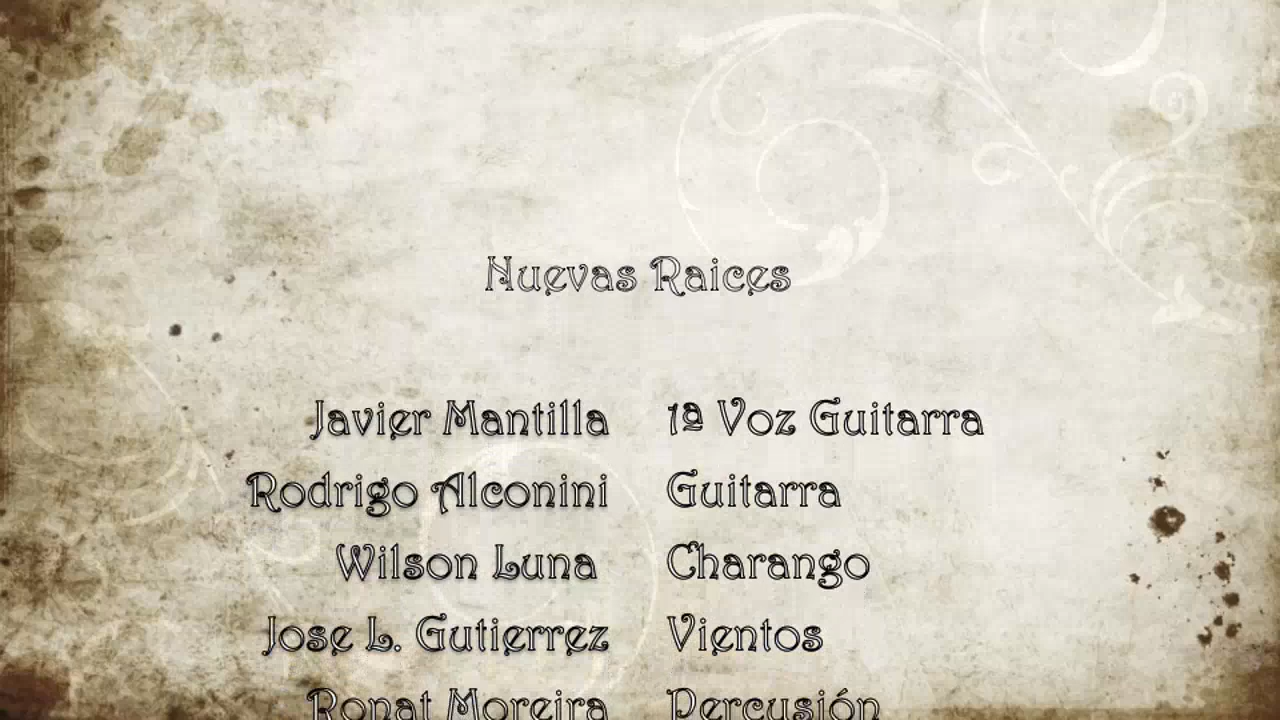 Nuevas Raices
Javier Mantilla 1ª Voz Guitarra
Rodrigo Alconini Guitarra
Wilson Luna Charango
Jose L. Gutierrez Vientos
Ronat Moreira Percusión